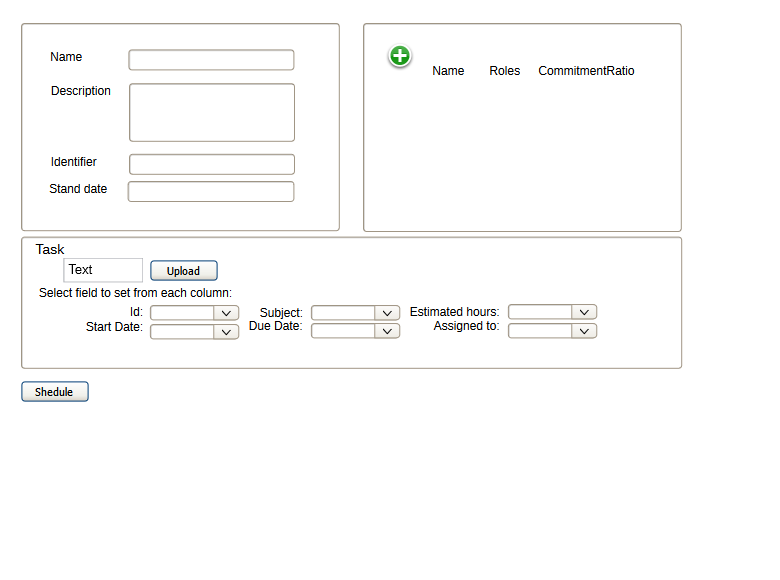 Name
Description
Identifier
Stand date
Name Roles CommitmentRatio
Task
Text Upload
Select field to set from each column:
Id: Subject: Estimated hours:
Start Date: Due Date: Assigned to:
Shedule